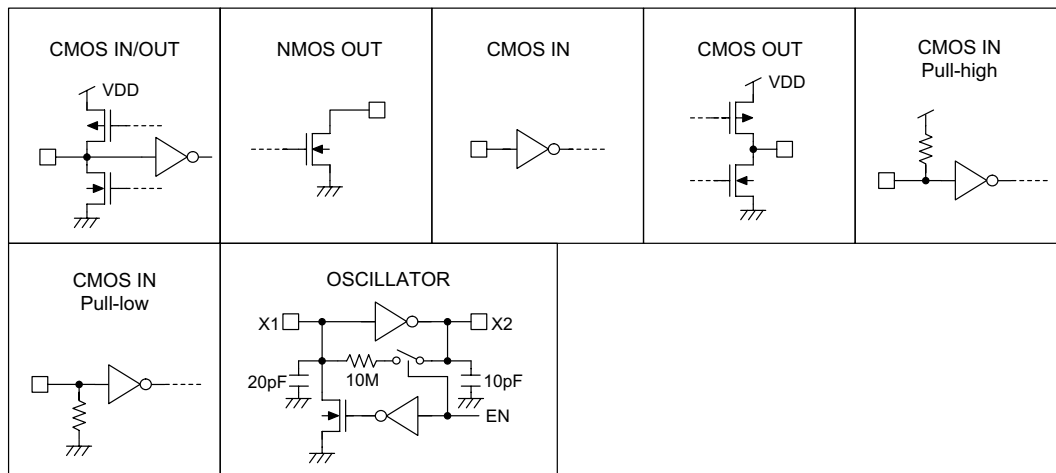 CMOS IN/OUT
VDD
NMOS OUT
CMOS IN
CMOS OUT
VDD
CMOS IN
Pull-high
CMOS IN
Pull-low
OSCILLATOR
X1
X2
20pF
10M
10pF
EN